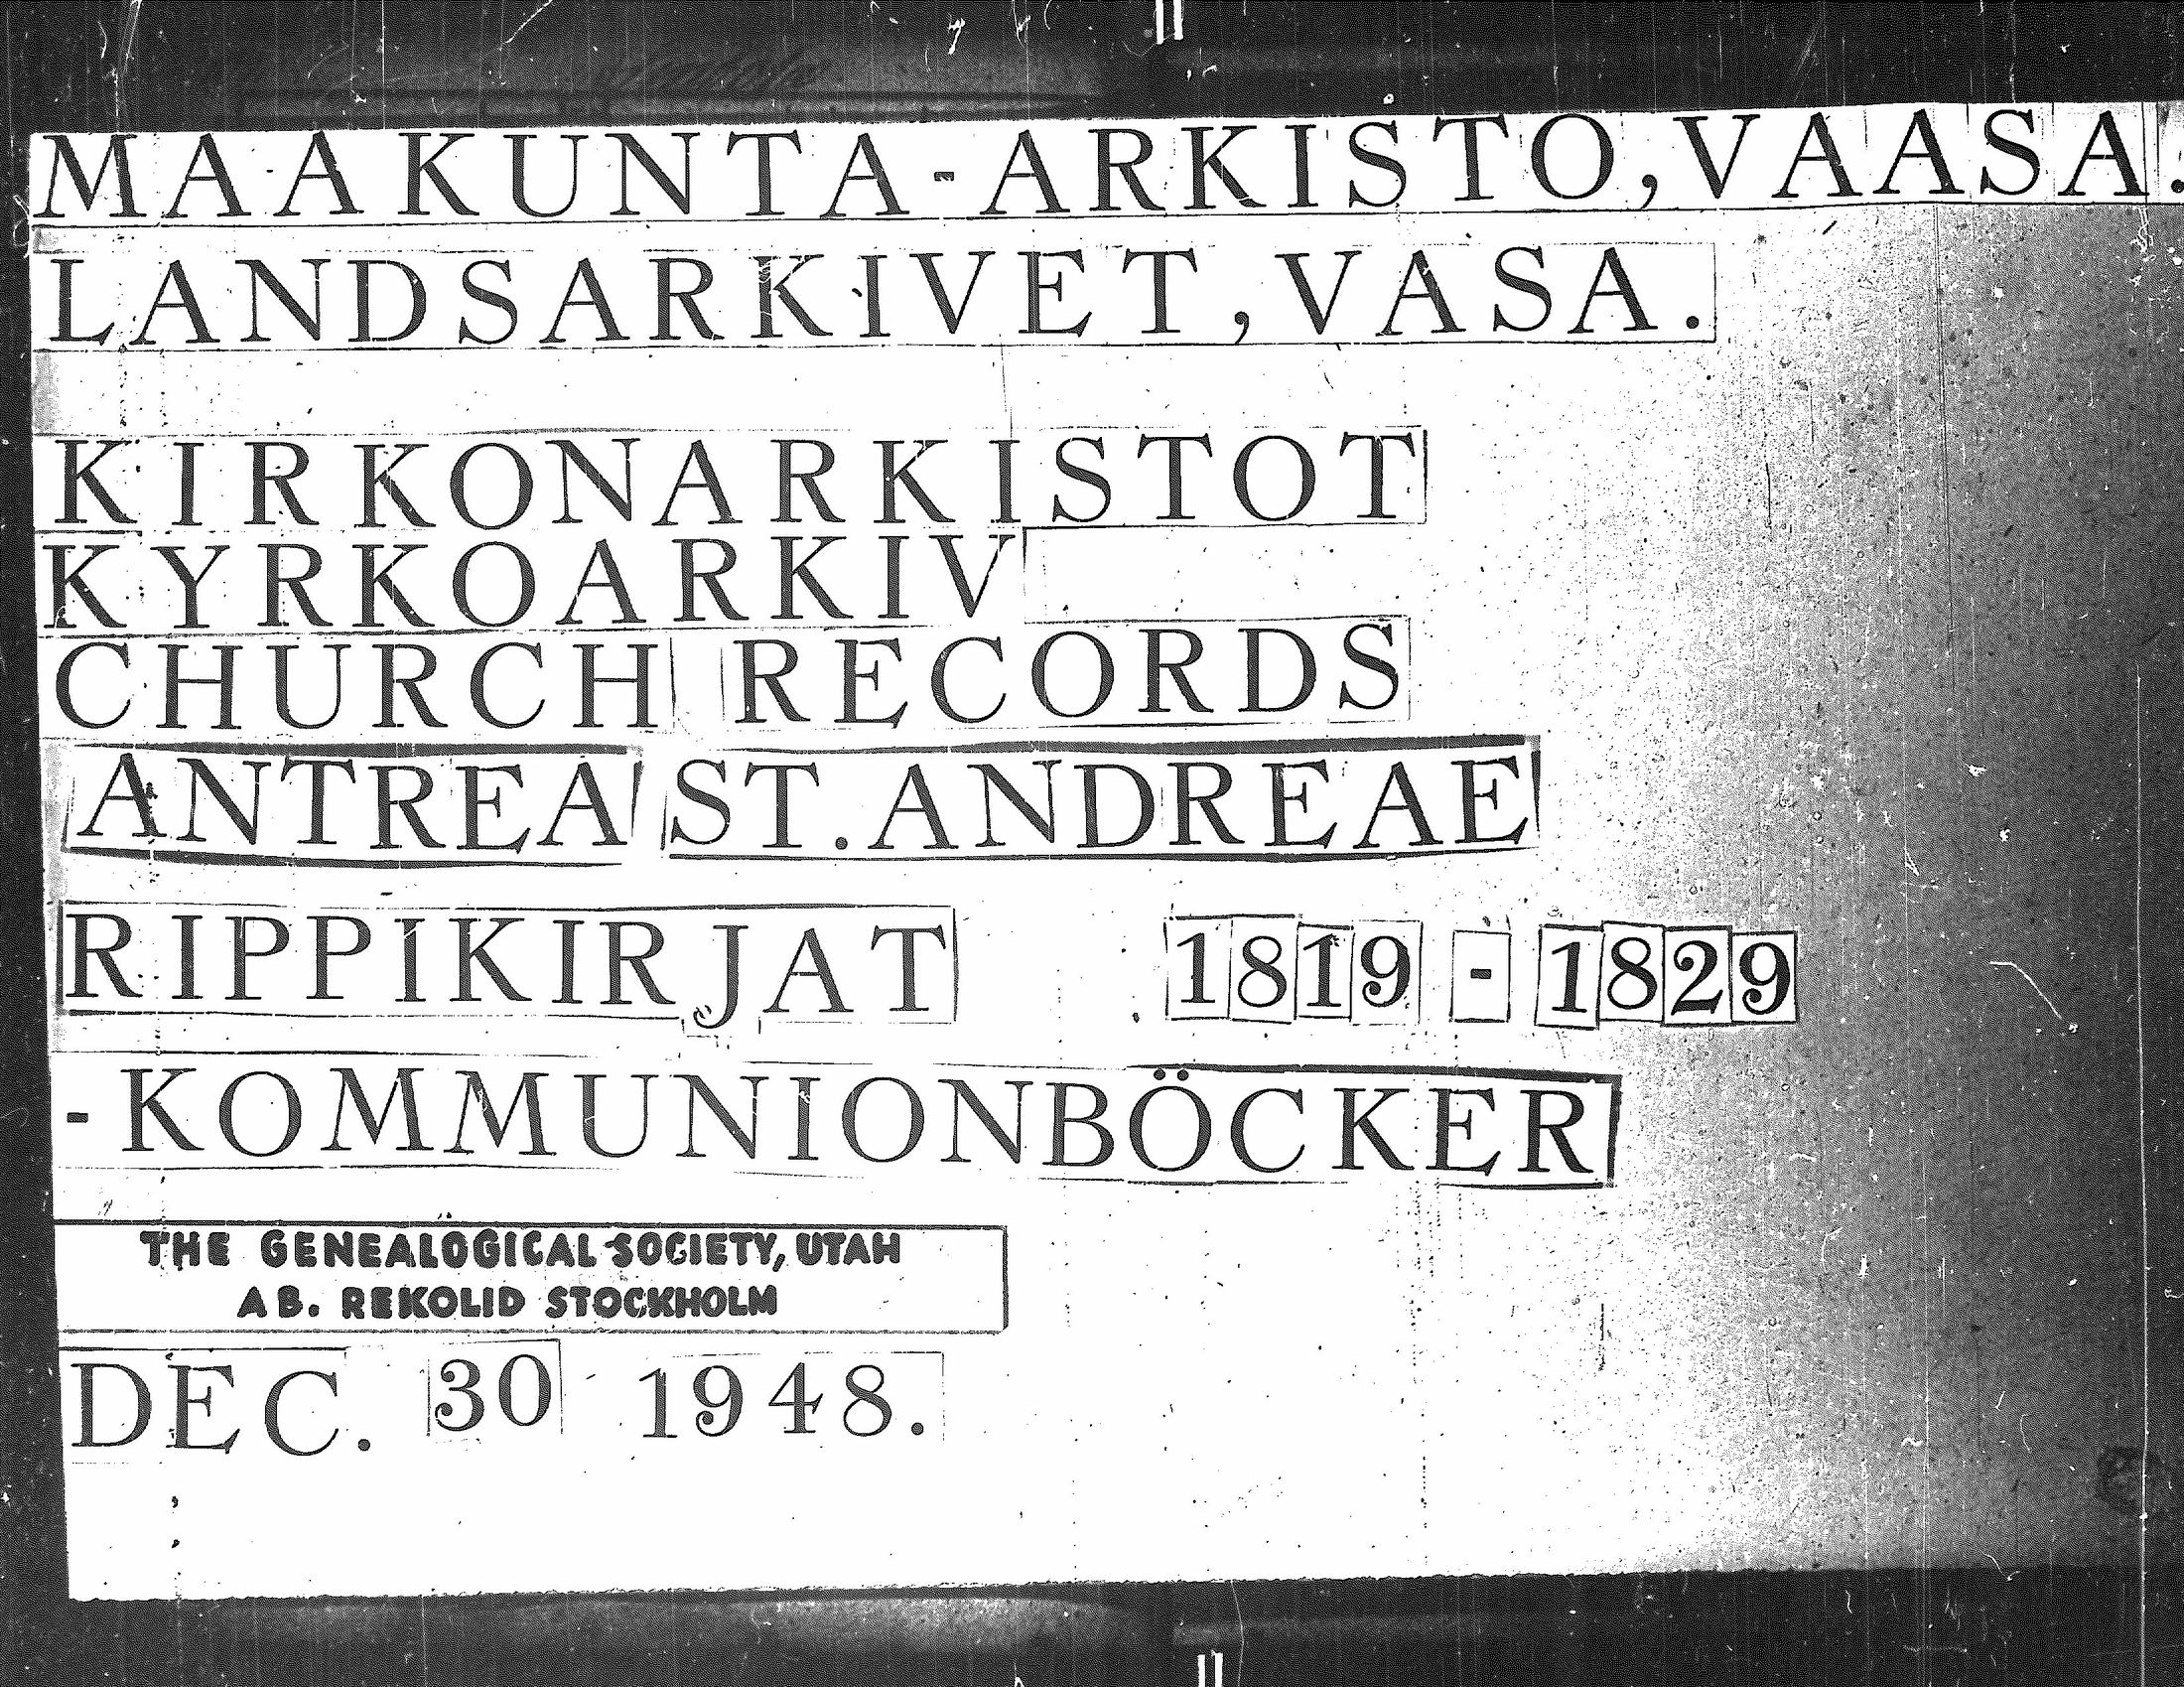 MAAKUNTA-ARKISTO, VAASA.
LANDSARKIVET, VASA.
KIRKONARKISTOT
KYRKOARKIV
CHURCH RECORDS
ANTREA ST. ANDREAE
RIPPIKIRJAT 1819 - 1829
-KOMMUNIONBÖCKER
THE GENEALOGICAL SOCIETY, UTAH
AB. REKOLID STOCKHOLM
DEC. 30 1948.